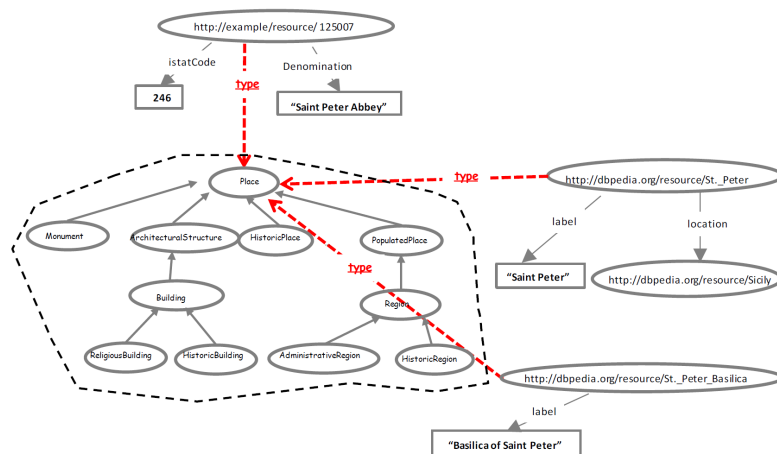 http://example/resource/ 125007
istatCode
type
Denomination
246
“Saint Peter Abbey”
Place
type
http://dbpedia.org/resource/St._Peter
Monument
ArchitecturalStructure
HistoricPlace
PopulatedPlace
label
location
type
“Saint Peter”
http://dbpedia.org/resource/Sicily
Building
Region
ReligiousBuilding
HistoricBuilding
AdministrativeRegion
HistoricRegion
http://dbpedia.org/resource/St._Peter_Basilica
label
“Basilica of Saint Peter”